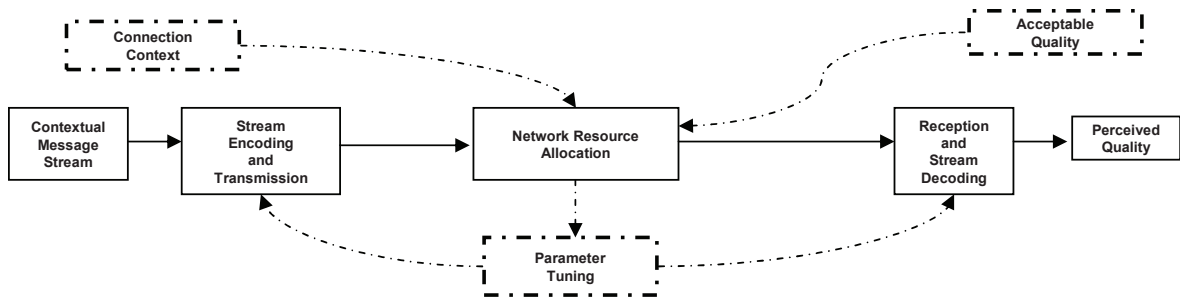 Connection
Context
Acceptable
Quality
Contextual
Message
Stream
Stream
Encoding
and
Transmission
Network Resource
Allocation
Reception
and
Stream
Decoding
Perceived
Quality
Parameter
Tuning